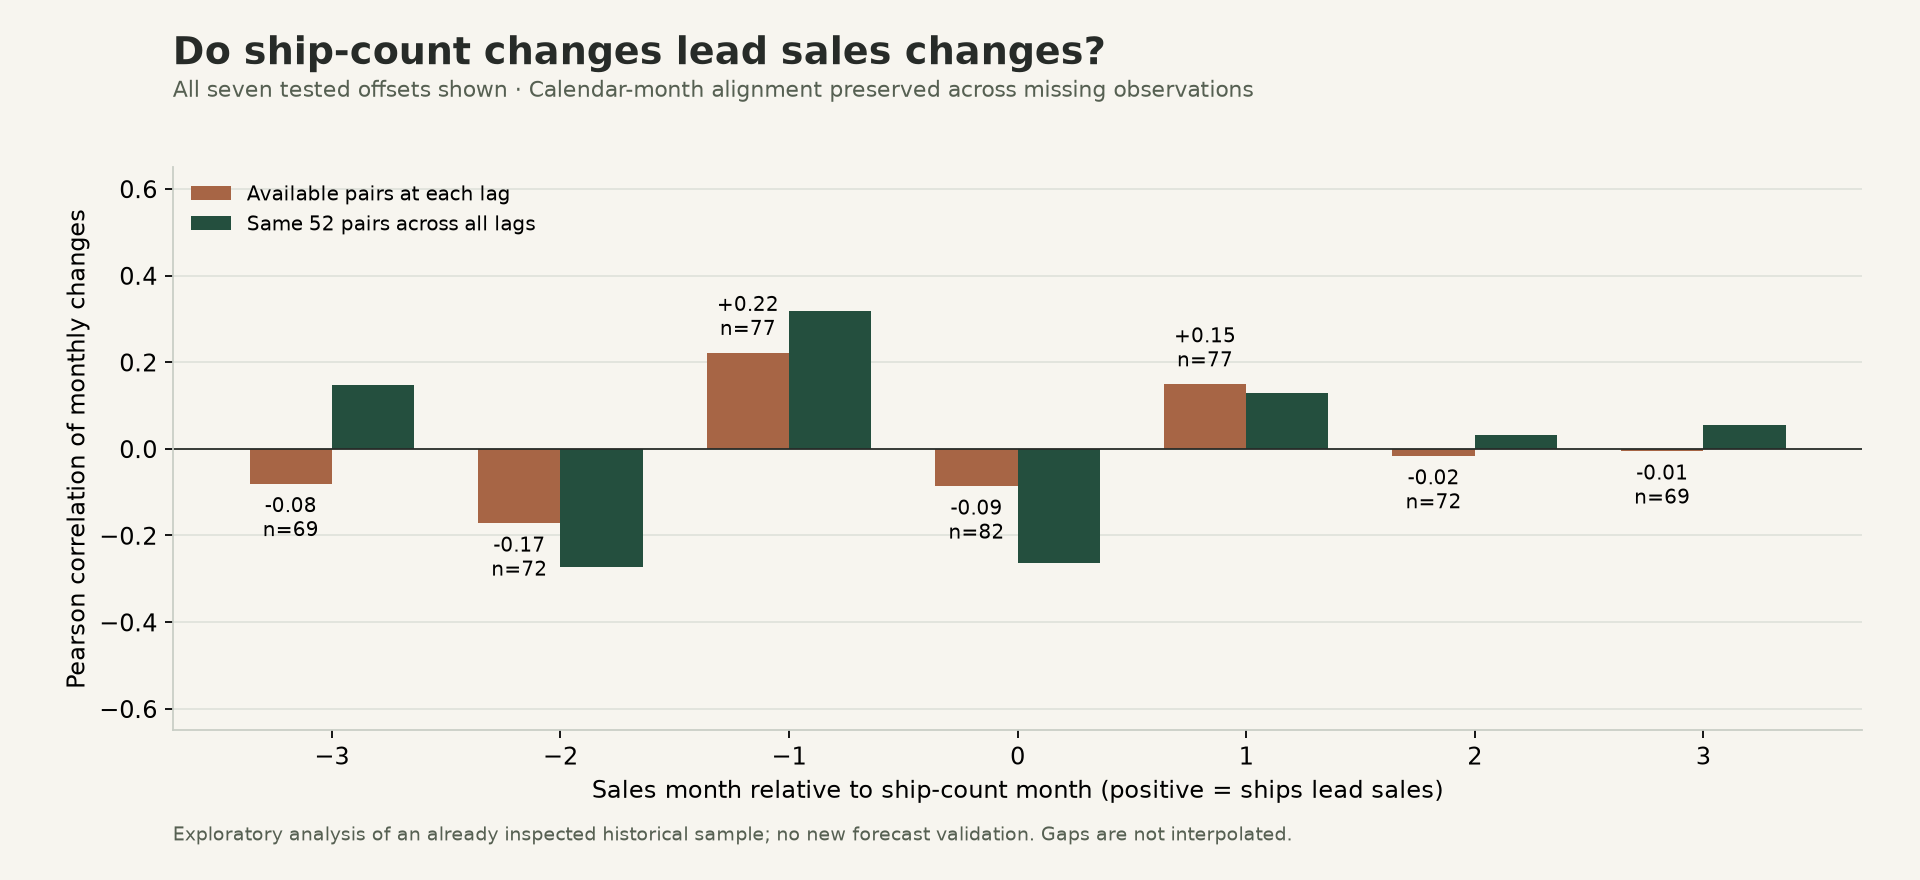 Do ship-count changes lead sales changes?
All seven tested offsets shown · Calendar-month alignment preserved across missing observations
Available pairs at each lag
Same 52 pairs across all lags
Pearson correlation of monthly changes
0.6
0.4
0.2
0.0
−0.2
−0.4
−0.6
-0.08
n=69
-0.17
n=72
+0.22
n=77
-0.09
n=82
+0.15
n=77
-0.02
n=72
-0.01
n=69
−3
−2
−1
0
1
2
3
Sales month relative to ship-count month (positive = ships lead sales)
Exploratory analysis of an already inspected historical sample; no new forecast validation. Gaps are not interpolated.